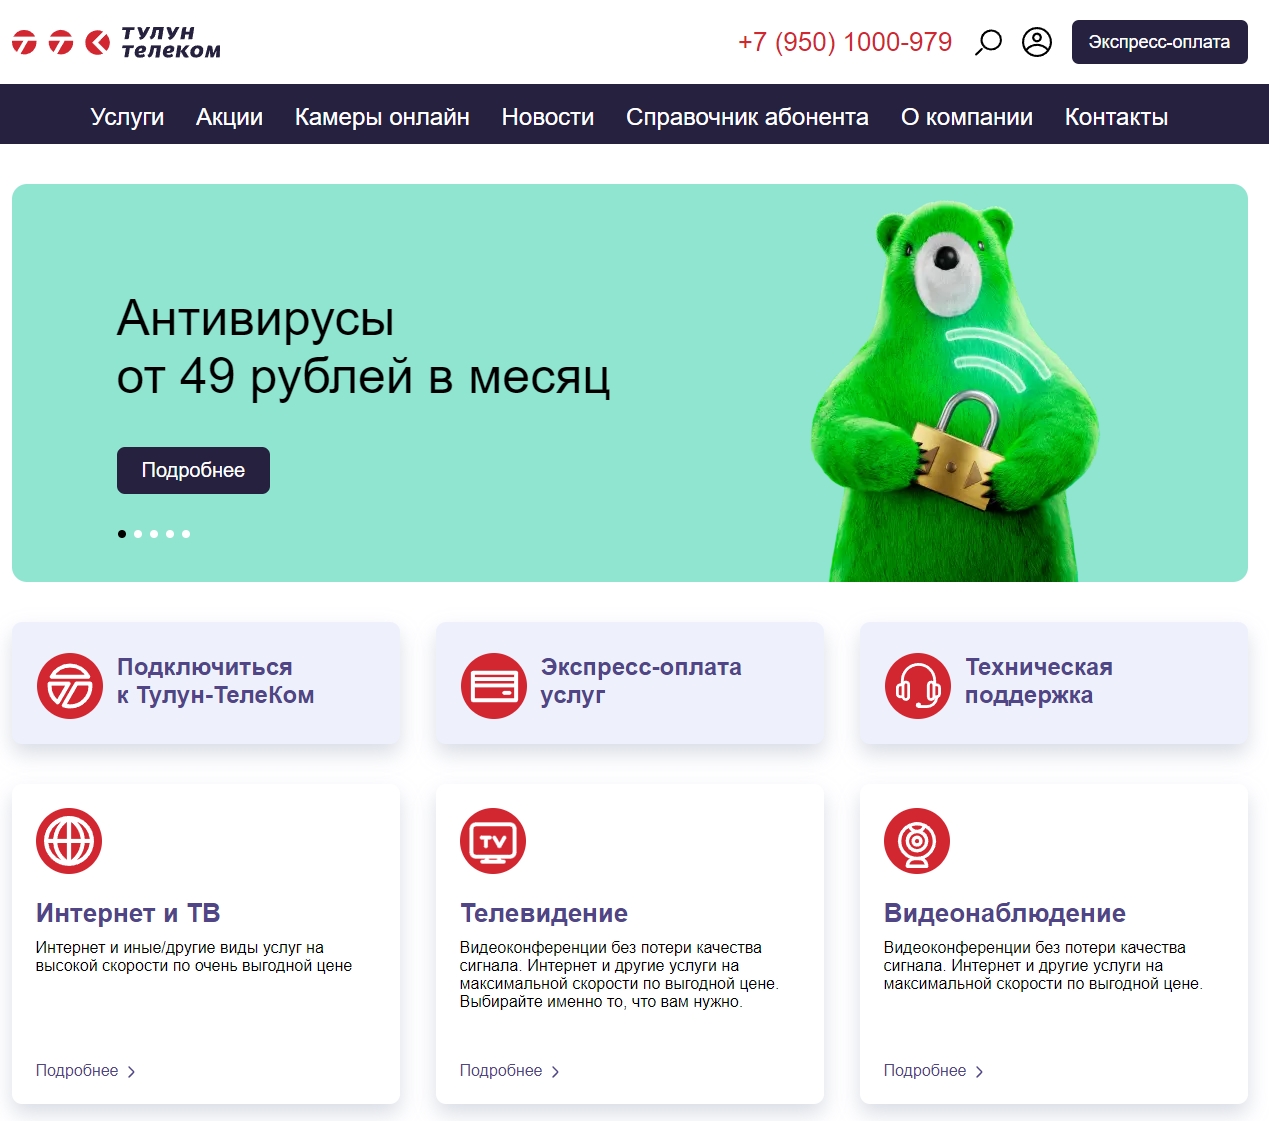 ТУЛУН
ТЕЛЕКОМ
+7 (950) 1000-979
Экспресс-оплата
Услуги
Акции
Камеры онлайн
Новости
Справочник абонента
О компании
Контакты
Антивирусы
от 49 рублей в месяц
Подробнее
Подключиться
к Тулун-ТелеКом
Экспресс-оплата
услуг
Техническая
поддержка
Интернет и ТВ
Интернет и иные/другие виды услуг на
высокой скорости по очень выгодной цене
Подробнее
TV
Телевидение
Видеоконференции без потери качества
сигнала. Интернет и другие услуги на
максимальной скорости по выгодной цене.
Выбирайте именно то, что вам нужно.
Подробнее
Видеонаблюдение
Видеоконференции без потери качества
сигнала. Интернет и другие услуги на
максимальной скорости по выгодной цене.
Подробнее